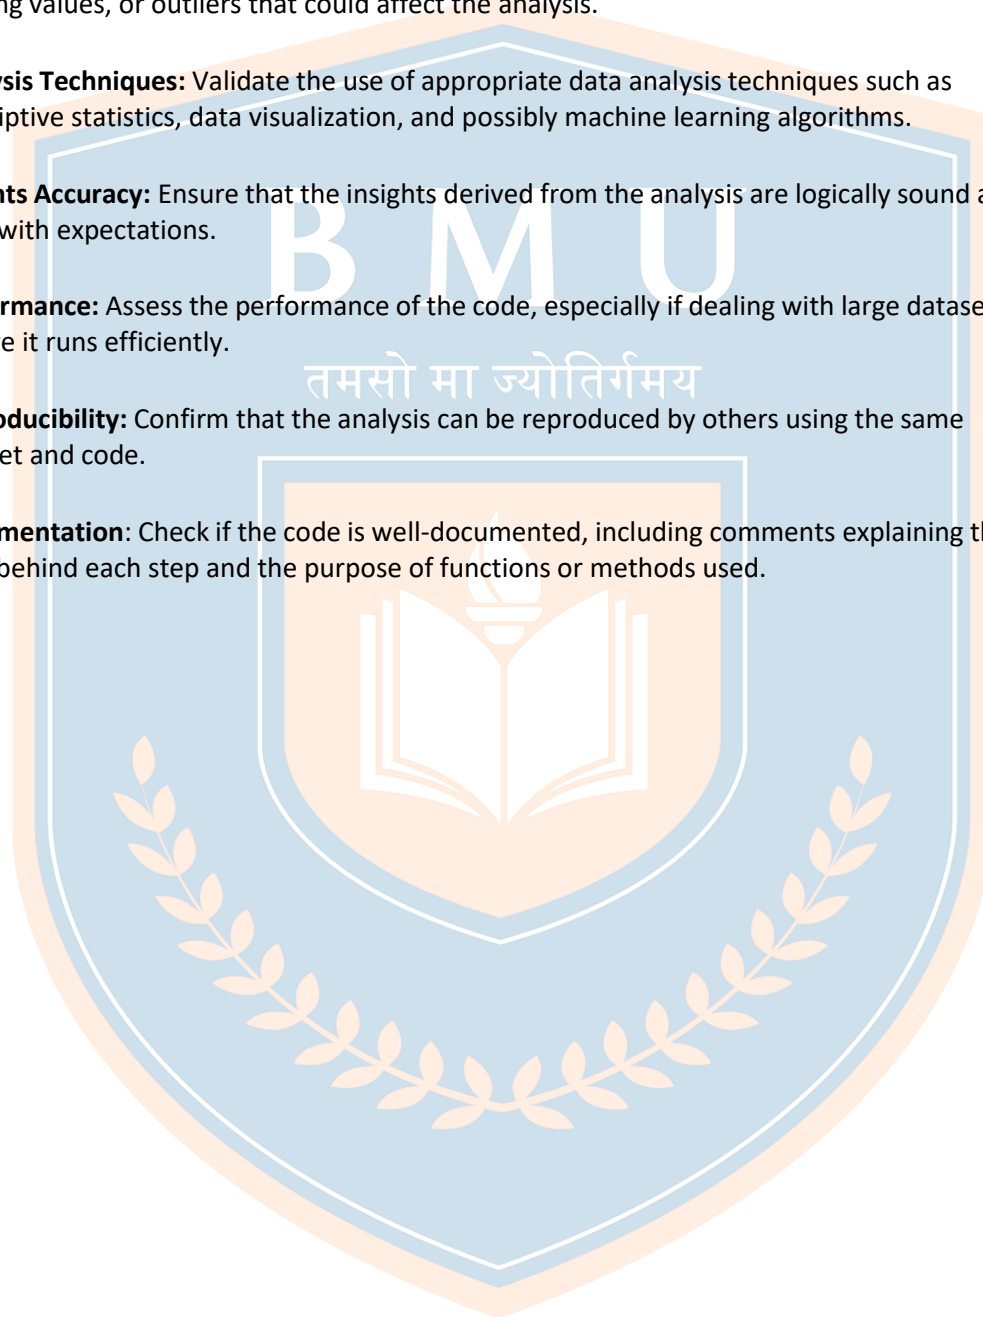 ng values, or outliers that could affect the analysis.
ysis Techniques: Validate the use of appropriate data analysis techniques such as
iptive statistics, data visualization, and possibly machine learning algorithms.
nts Accuracy: Ensure that the insights derived from the analysis are logically sound a
with expectations.
B M U
ormance: Assess the performance of the code, especially if dealing with large datase
e it runs efficiently.
तमसो मा ज्योतिर्गमय
oducibility: Confirm that the analysis can be reproduced by others using the same
et and code.
mentation: Check if the code is well-documented, including comments explaining th
behind each step and the purpose of functions or methods used.